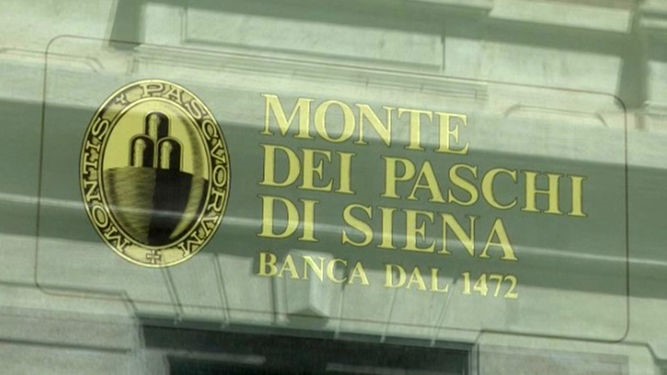 MONTIS PASCVORVM
MONTE
DEI PASCHI
DI SIENA
BANCA DAL 1472